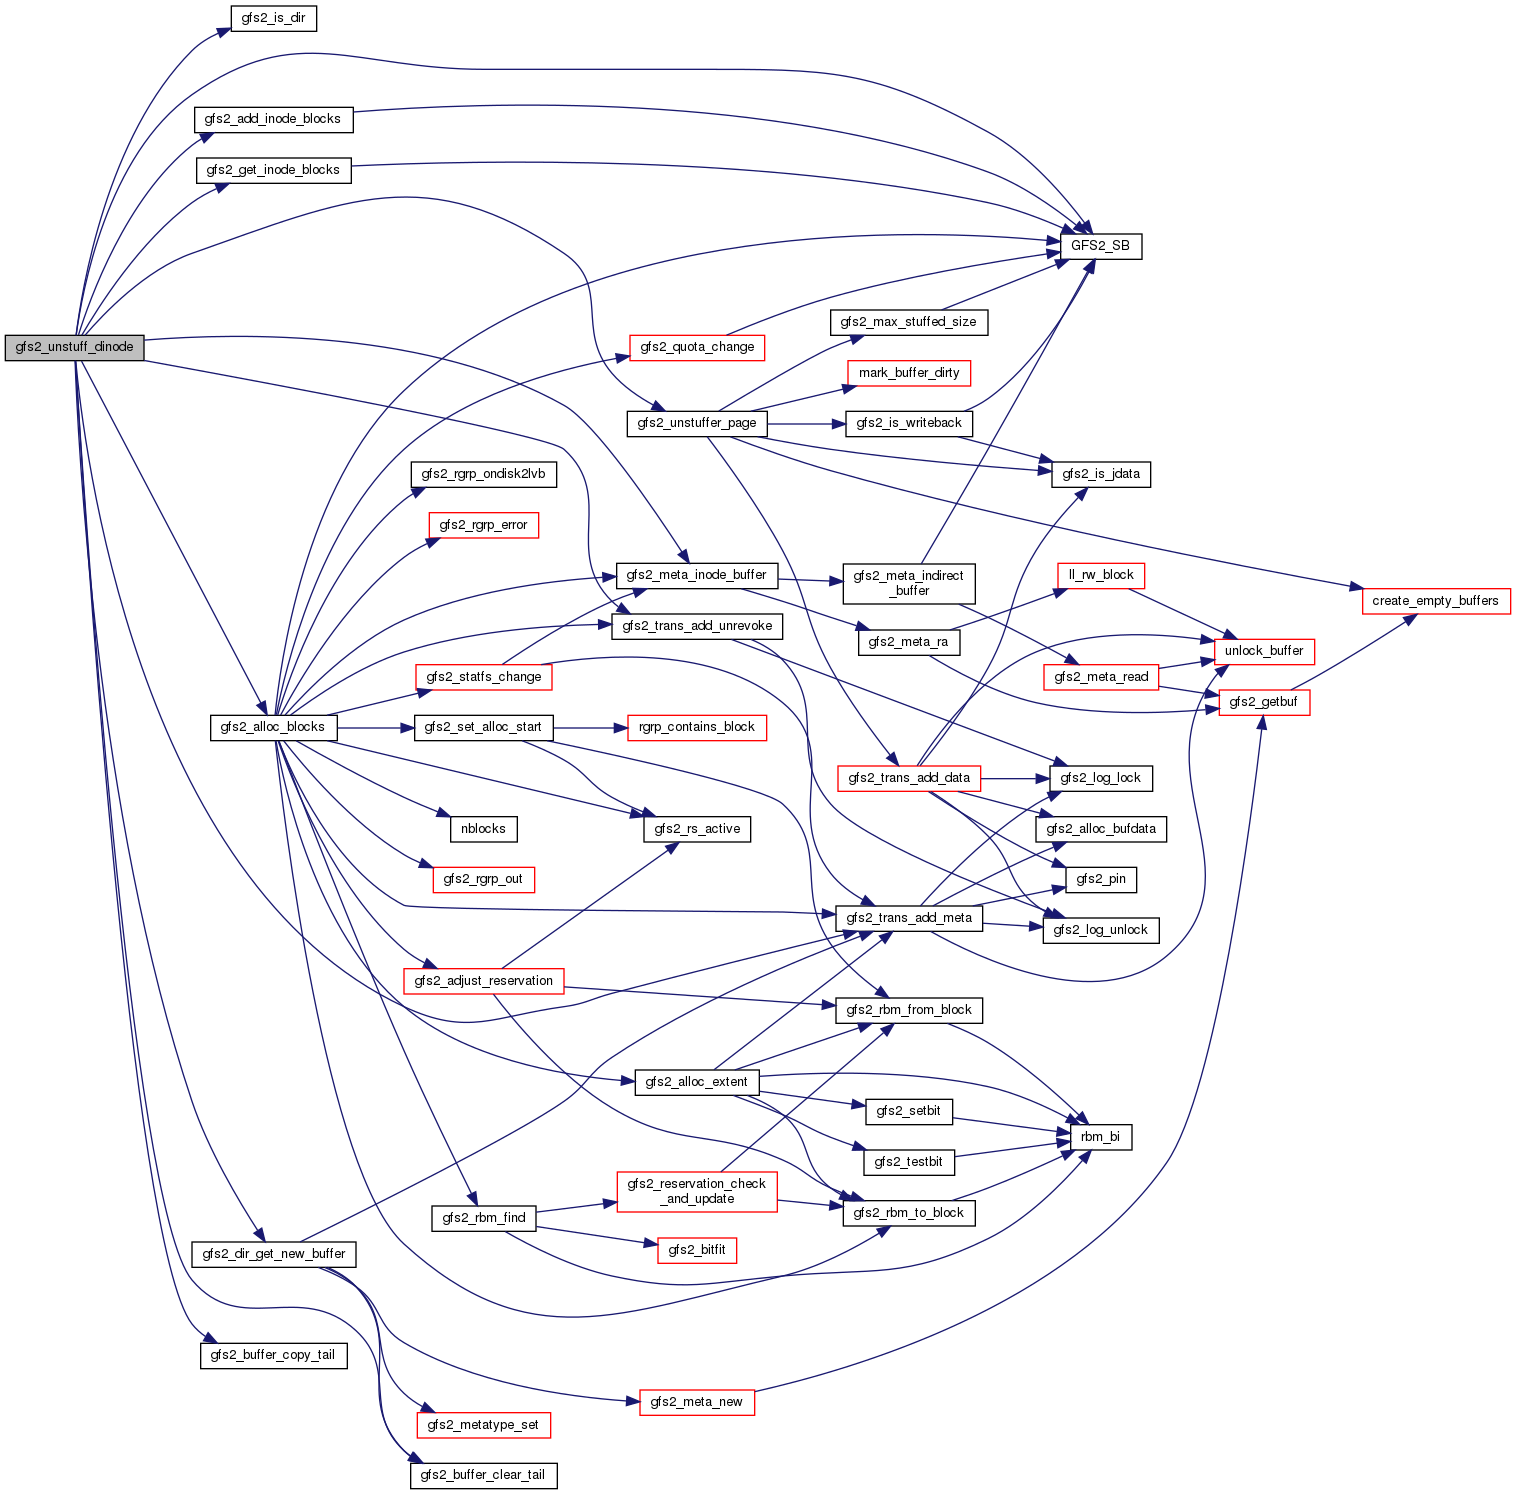 gfs2_is_dir
gfs2_add_inode_blocks
gfs2_get_inode_blocks
GFS2_SB
gfs2_max_stuffed_size
gfs2_unstuff_dinode
gfs2_quota_change
mark_buffer_dirty
gfs2_unstuffer_page
gfs2_is_writeback
gfs2_rgrp_ondisk2lvb
gfs2_is_jdata
gfs2_rgrp_error
gfs2_meta_inode_buffer
gfs2_meta_indirect
_buffer
ll_rw_block
create_empty_buffers
gfs2_trans_add_unrevoke
gfs2_meta_ra
unlock_buffer
gfs2_statfs_change
gfs2_meta_read
gfs2_getbuf
gfs2_alloc_blocks
gfs2_set_alloc_start
rgrp_contains_block
gfs2_trans_add_data
gfs2_log_lock
nblocks
gfs2_rs_active
gfs2_alloc_bufdata
gfs2_rgrp_out
gfs2_pin
gfs2_trans_add_meta
gfs2_log_unlock
gfs2_adjust_reservation
gfs2_rbm_from_block
gfs2_alloc_extent
gfs2_setbit
rbm_bi
gfs2_testbit
gfs2_reservation_check
_and_update
gfs2_rbm_find
gfs2_rbm_to_block
gfs2_dir_get_new_buffer
gfs2_bitfit
gfs2_buffer_copy_tail
gfs2_meta_new
gfs2_metatype_set
gfs2_buffer_clear_tail